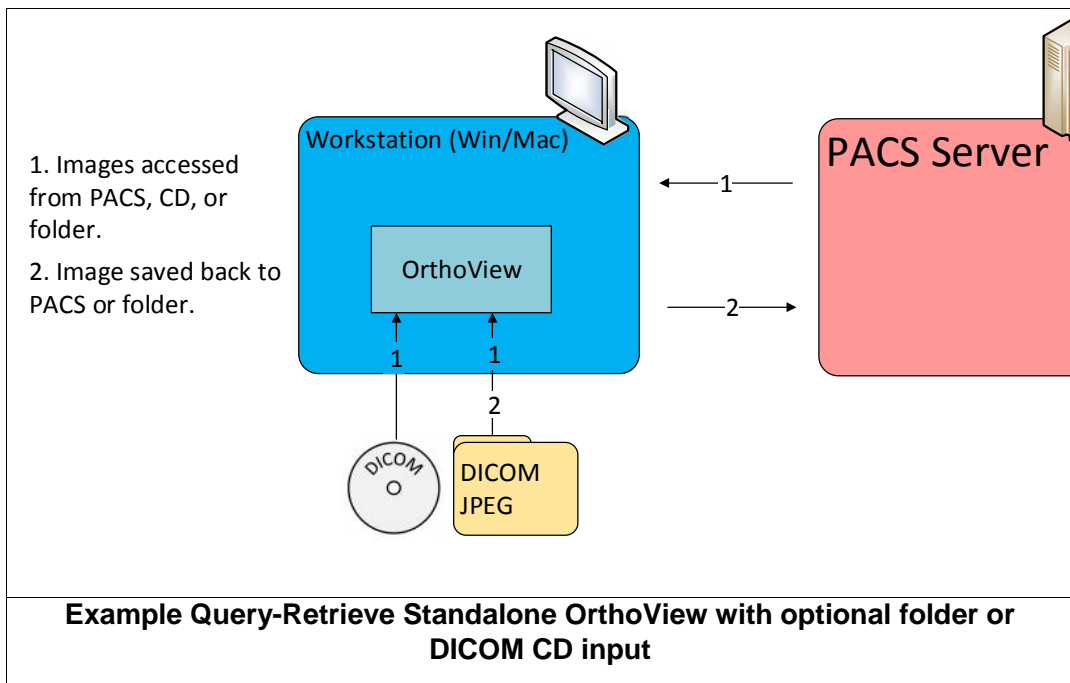 1. Images accessed
from PACS, CD, or
folder.
2. Image saved back to
PACS or folder.
Workstation (Win/Mac)
OrthoView
1
1
2
DICOM
DICOM
JPEG
1
2
PACS Server
Example Query-Retrieve Standalone OrthoView with optional folder or
DICOM CD input